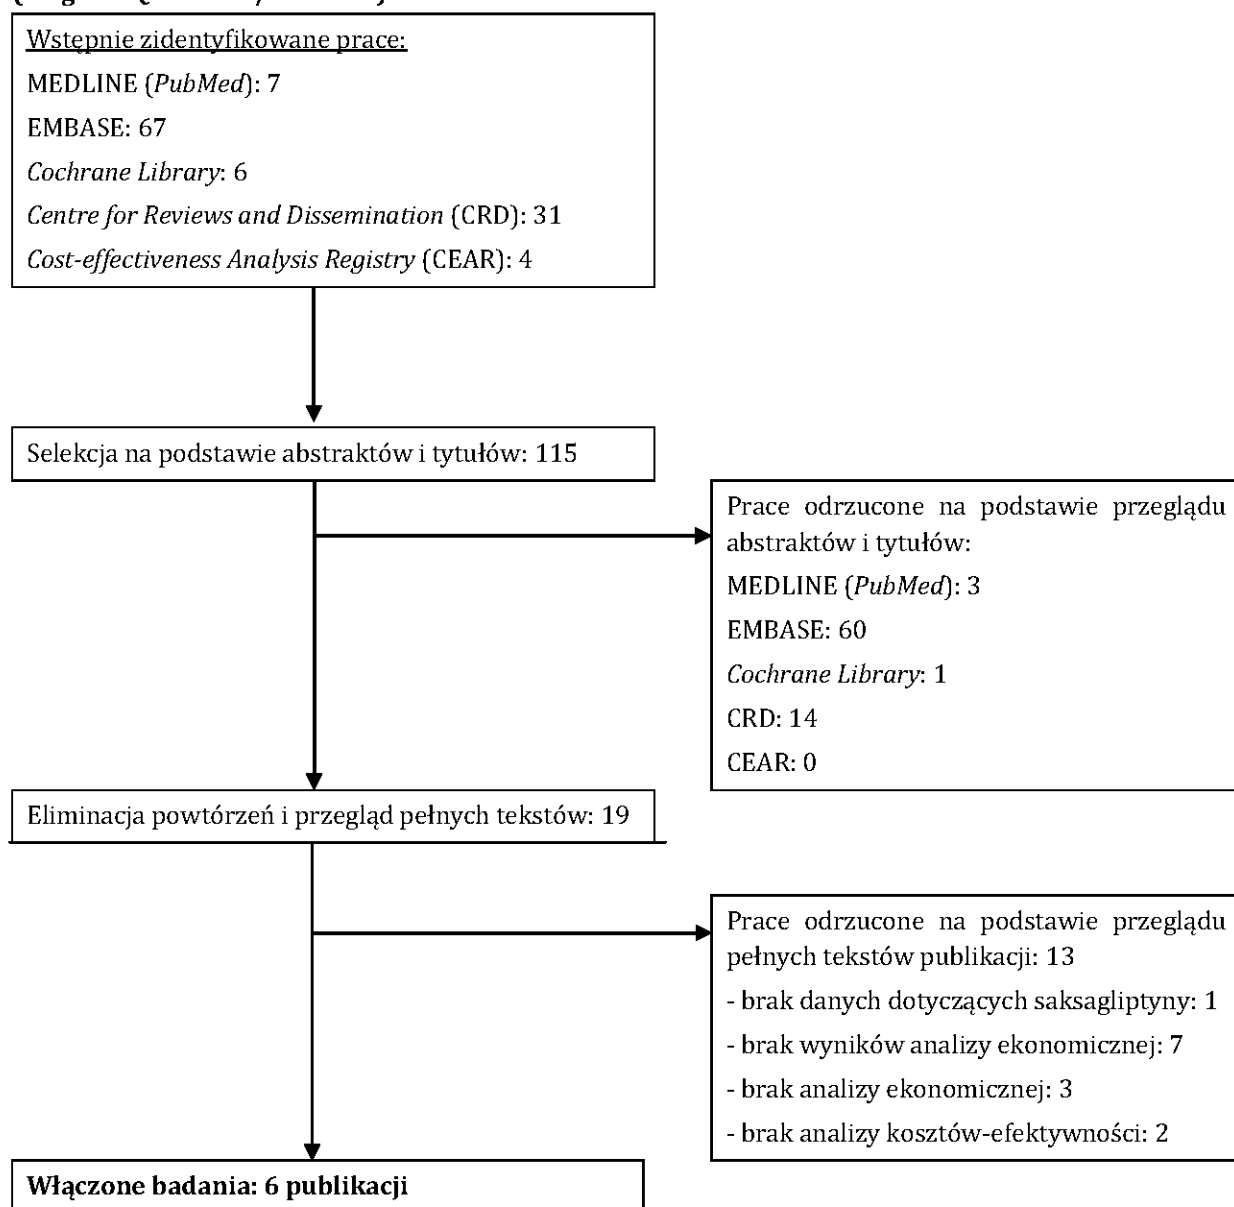 Wstępnie zidentyfikowane prace:
MEDLINE (PubMed): 7
EMBASE: 67
Cochrane Library: 6
Centre for Reviews and Dissemination (CRD): 31
Cost-effectiveness Analysis Registry (CEAR): 4
Selekcja na podstawie abstraktów i tytułów: 115
Prace odrzucone na podstawie przeglądu
abstraktów i tytułów:
MEDLINE (PubMed): 3
EMBASE: 60
Cochrane Library: 1
CRD: 14
CEAR: 0
Eliminacja powtórzeń i przegląd pełnych tekstów: 19
Prace odrzucone na podstawie przeglądu
pełnych tekstów publikacji: 13
- brak danych dotyczących saksagliptyny: 1
- brak wyników analizy ekonomicznej: 7
- brak analizy ekonomicznej: 3
- brak analizy kosztów-efektywności: 2
Włączone badania: 6 publikacji